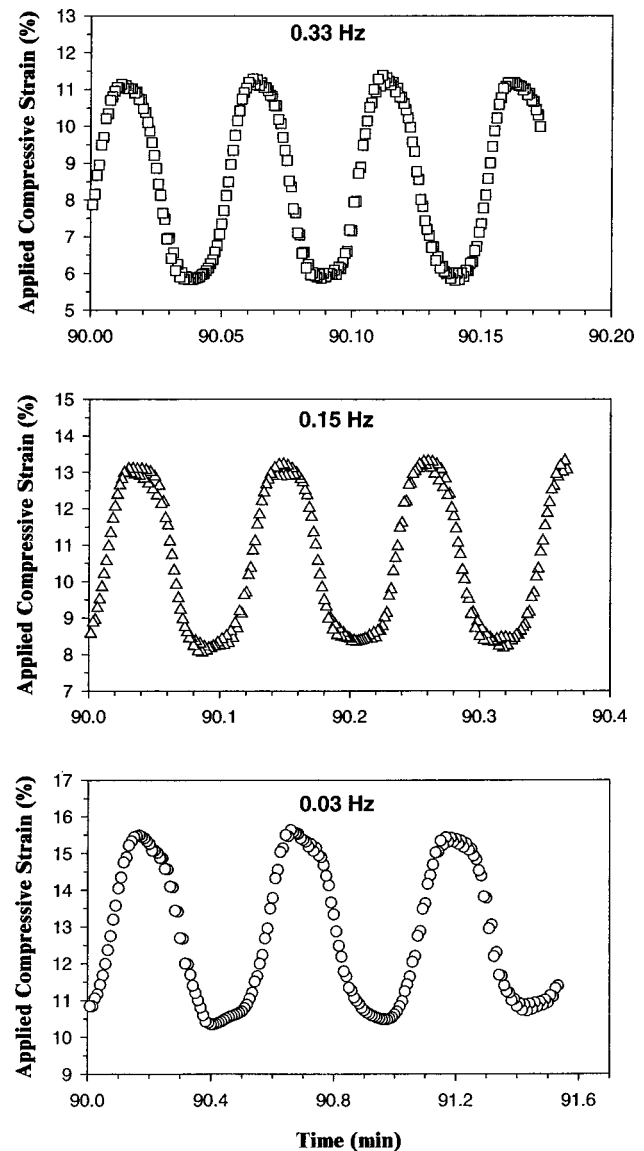 0.33 Hz
Applied Compressive Strain (%)
13
12
11
10
9
8
7
6
5
90.00 90.05 90.10 90.15 90.20
0.15 Hz
Applied Compressive Strain (%)
15
14
13
12
11
10
9
8
7
90.0 90.1 90.2 90.3 90.4
0.03 Hz
Applied Compressive Strain (%)
17
16
15
14
13
12
11
10
9
90.0 90.4 90.8 91.2 91.6
Time (min)